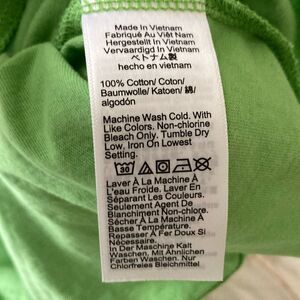 Made In Vietnam
Fabriqué Au Viêt Nam
Hergestellt In Vietnam
Vervaardigd In Vietnam
ベトナム製
hecho en vietnam
100% Cotton/ Coton/
Baumwolle/ Katoen/ 綿/
algodón
Machine Wash Cold. With
Like Colors. Non-chlorine
Bleach Only. Tumble Dry
Low. Iron On Lowest
Setting.
30
Laver À La Machine À
L'eau Froide. Laver En
Séparant Les Couleurs.
Seulement Agent De
Blanchiment Non-chlore.
Sécher À La Machine À
Basse Température.
Repasser À Fer Doux Si
Nécessaire.
In Der Maschine Kalt
Waschen, Mit Ähnlichen
Farben Waschen. Nur
Chlorfreies Bleichmittel